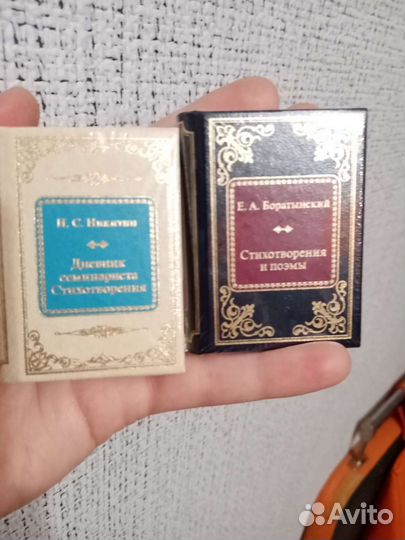 И. С. Никитин
Дневник
семинариста
Стихотворения
Е. А. Боратынский
Стихотворения
и поэмы
Avito